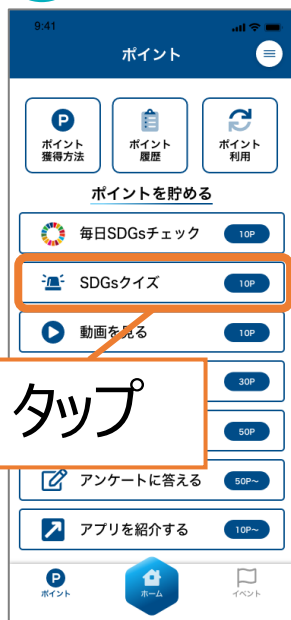 9:41
ポイント
P
ポイント
獲得方法
ポイント
履歴
ポイント
利用
ポイントを貯める
毎日SDGsチェック
10P
SDGsクイズ
10P
動画を見る
10P
タップ
30P
50P
アンケートに答える
50P~
アプリを紹介する
10P~
P
ポイント
ホーム
イベント